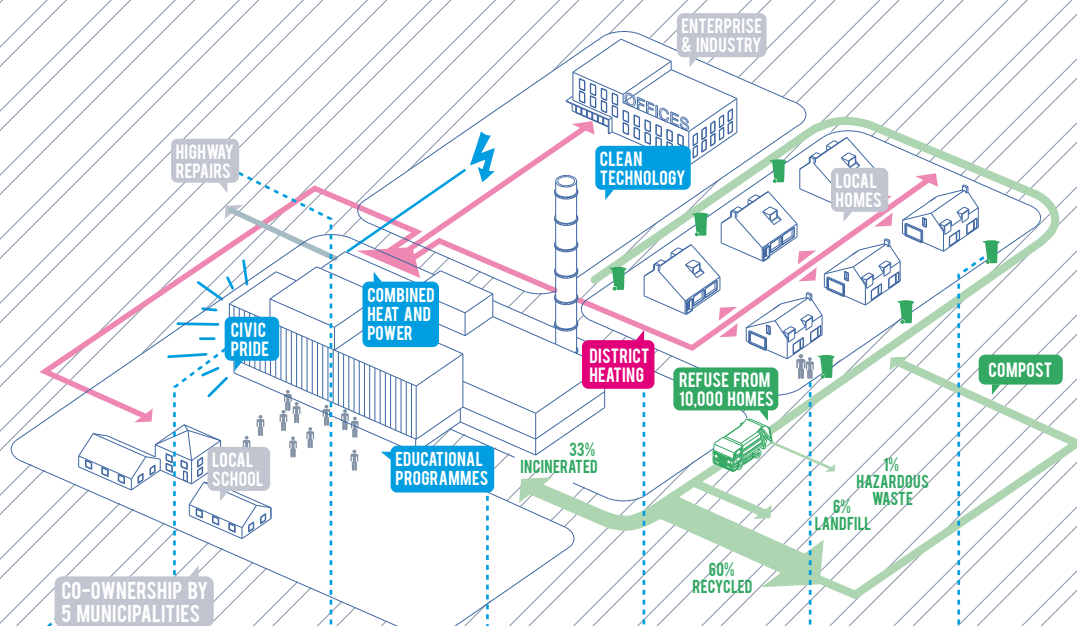 ENTERPRISE
& INDUSTRY
OFFICES
HIGHWAY
REPAIRS
CLEAN
TECHNOLOGY
LOCAL
HOMES
COMBINED
HEAT AND
POWER
CIVIC
PRIDE
DISTRICT
HEATING
REFUSE FROM
10,000 HOMES
COMPOST
LOCAL
SCHOOL
EDUCATIONAL
PROGRAMMES
33%
INCINERATED
1%
HAZARDOUS
WASTE
6%
LANDFILL
60%
RECYCLED
CO-OWNERSHIP BY
5 MUNICIPALITIES